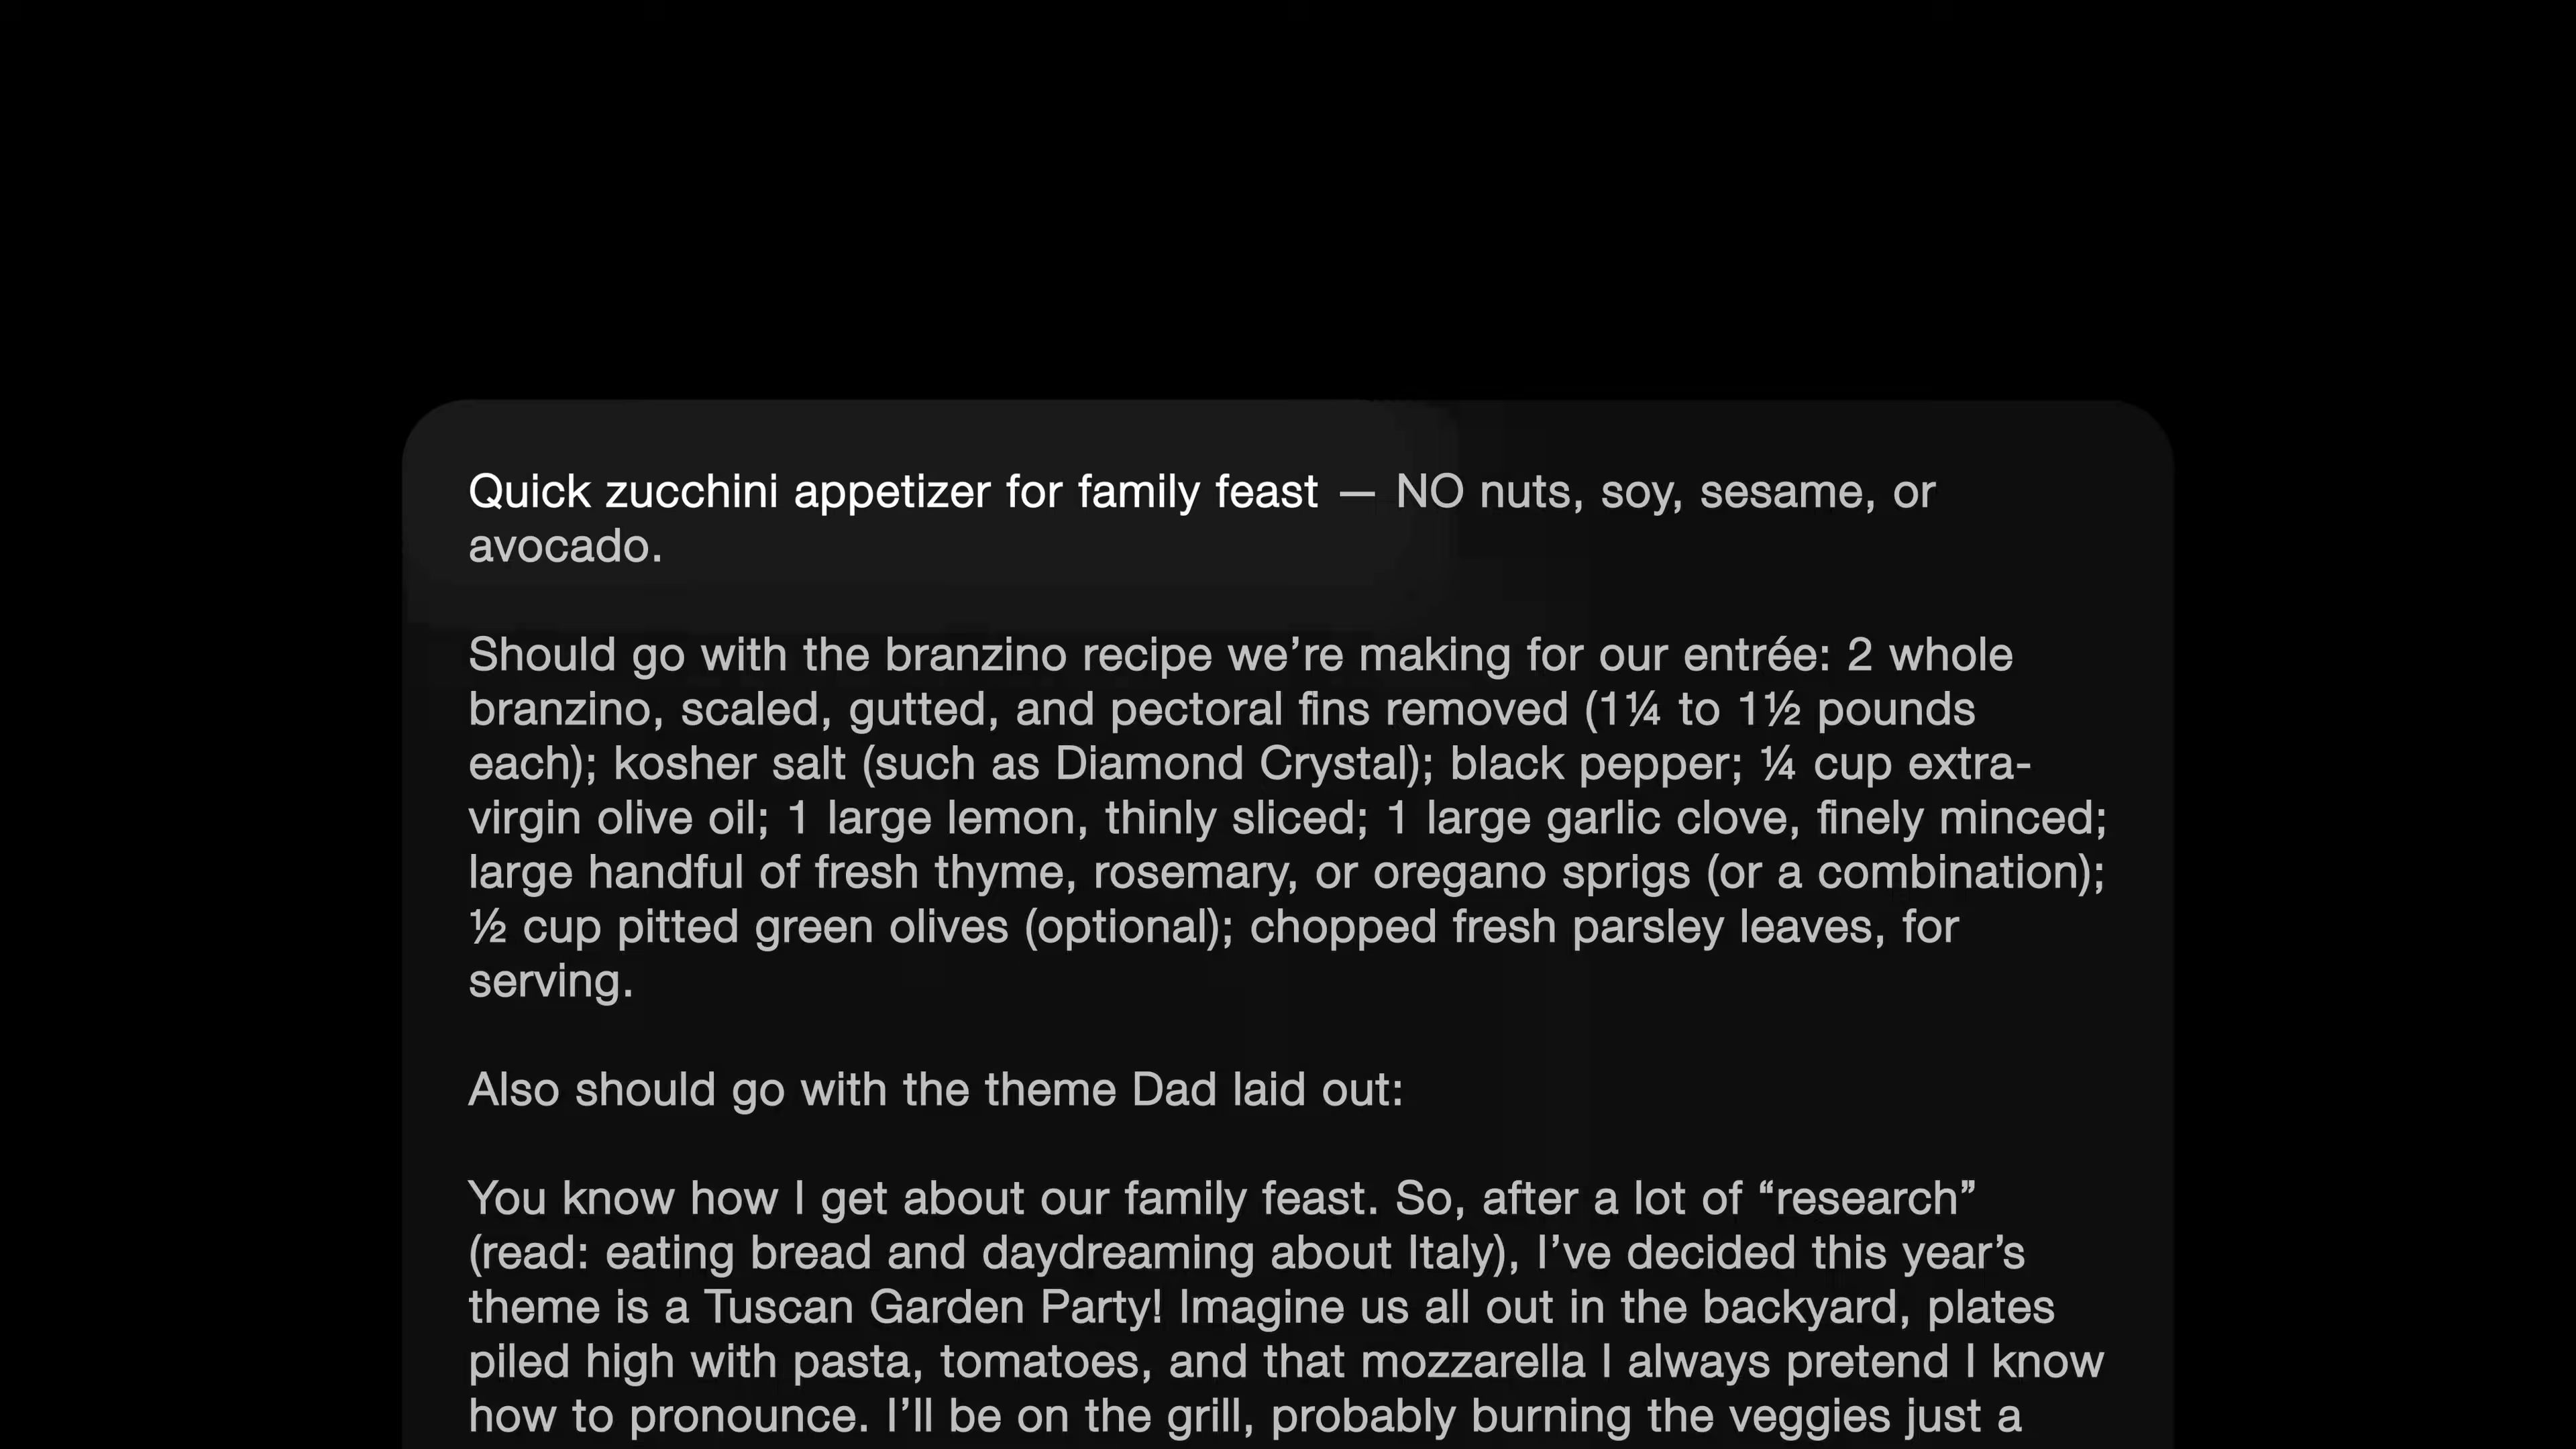 Quick zucchini appetizer for family feast — NO nuts, soy, sesame, or
avocado.
Should go with the branzino recipe we’re making for our entrée: 2 whole
branzino, scaled, gutted, and pectoral fins removed (1¼ to 1½ pounds
each); kosher salt (such as Diamond Crystal); black pepper; ¼ cup extra-
virgin olive oil; 1 large lemon, thinly sliced; 1 large garlic clove, finely minced;
large handful of fresh thyme, rosemary, or oregano sprigs (or a combination);
½ cup pitted green olives (optional); chopped fresh parsley leaves, for
serving.
Also should go with the theme Dad laid out:
You know how I get about our family feast. So, after a lot of “research”
(read: eating bread and daydreaming about Italy), I’ve decided this year’s
theme is a Tuscan Garden Party! Imagine us all out in the backyard, plates
piled high with pasta, tomatoes, and that mozzarella I always pretend I know
how to pronounce. I’ll be on the grill, probably burning the veggies just a